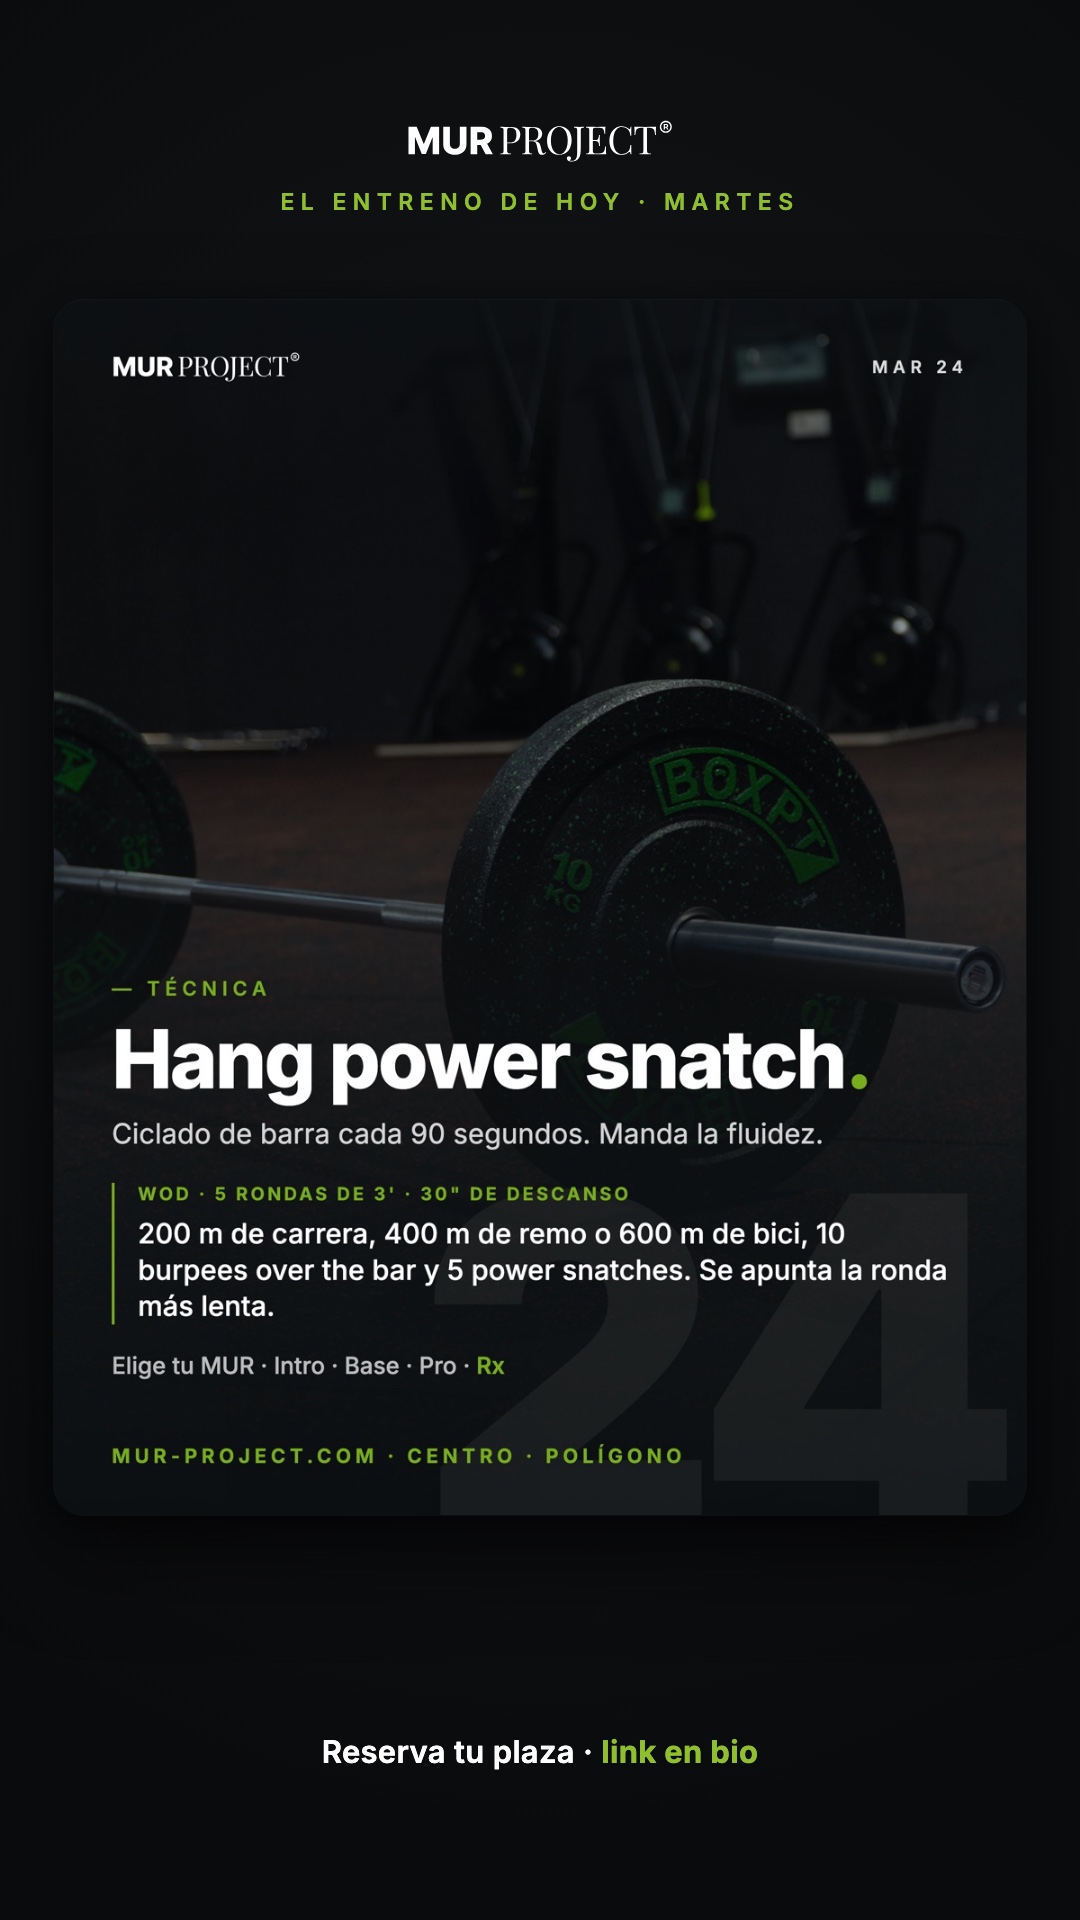 MUR PROJECT®
EL ENTRENO DE HOY · MARTES
MUR PROJECT®
MAR 24
BOXPT
10
KG
— TÉCNICA
Hang power snatch.
Ciclado de barra cada 90 segundos. Manda la fluidez.
WOD · 5 RONDAS DE 3' · 30" DE DESCANSO
200 m de carrera, 400 m de remo o 600 m de bici, 10
burpees over the bar y 5 power snatches. Se apunta la ronda
más lenta.
24
Elige tu MUR · Intro · Base · Pro · Rx
MUR-PROJECT.COM · CENTRO · POLÍGONO
Reserva tu plaza · link en bio